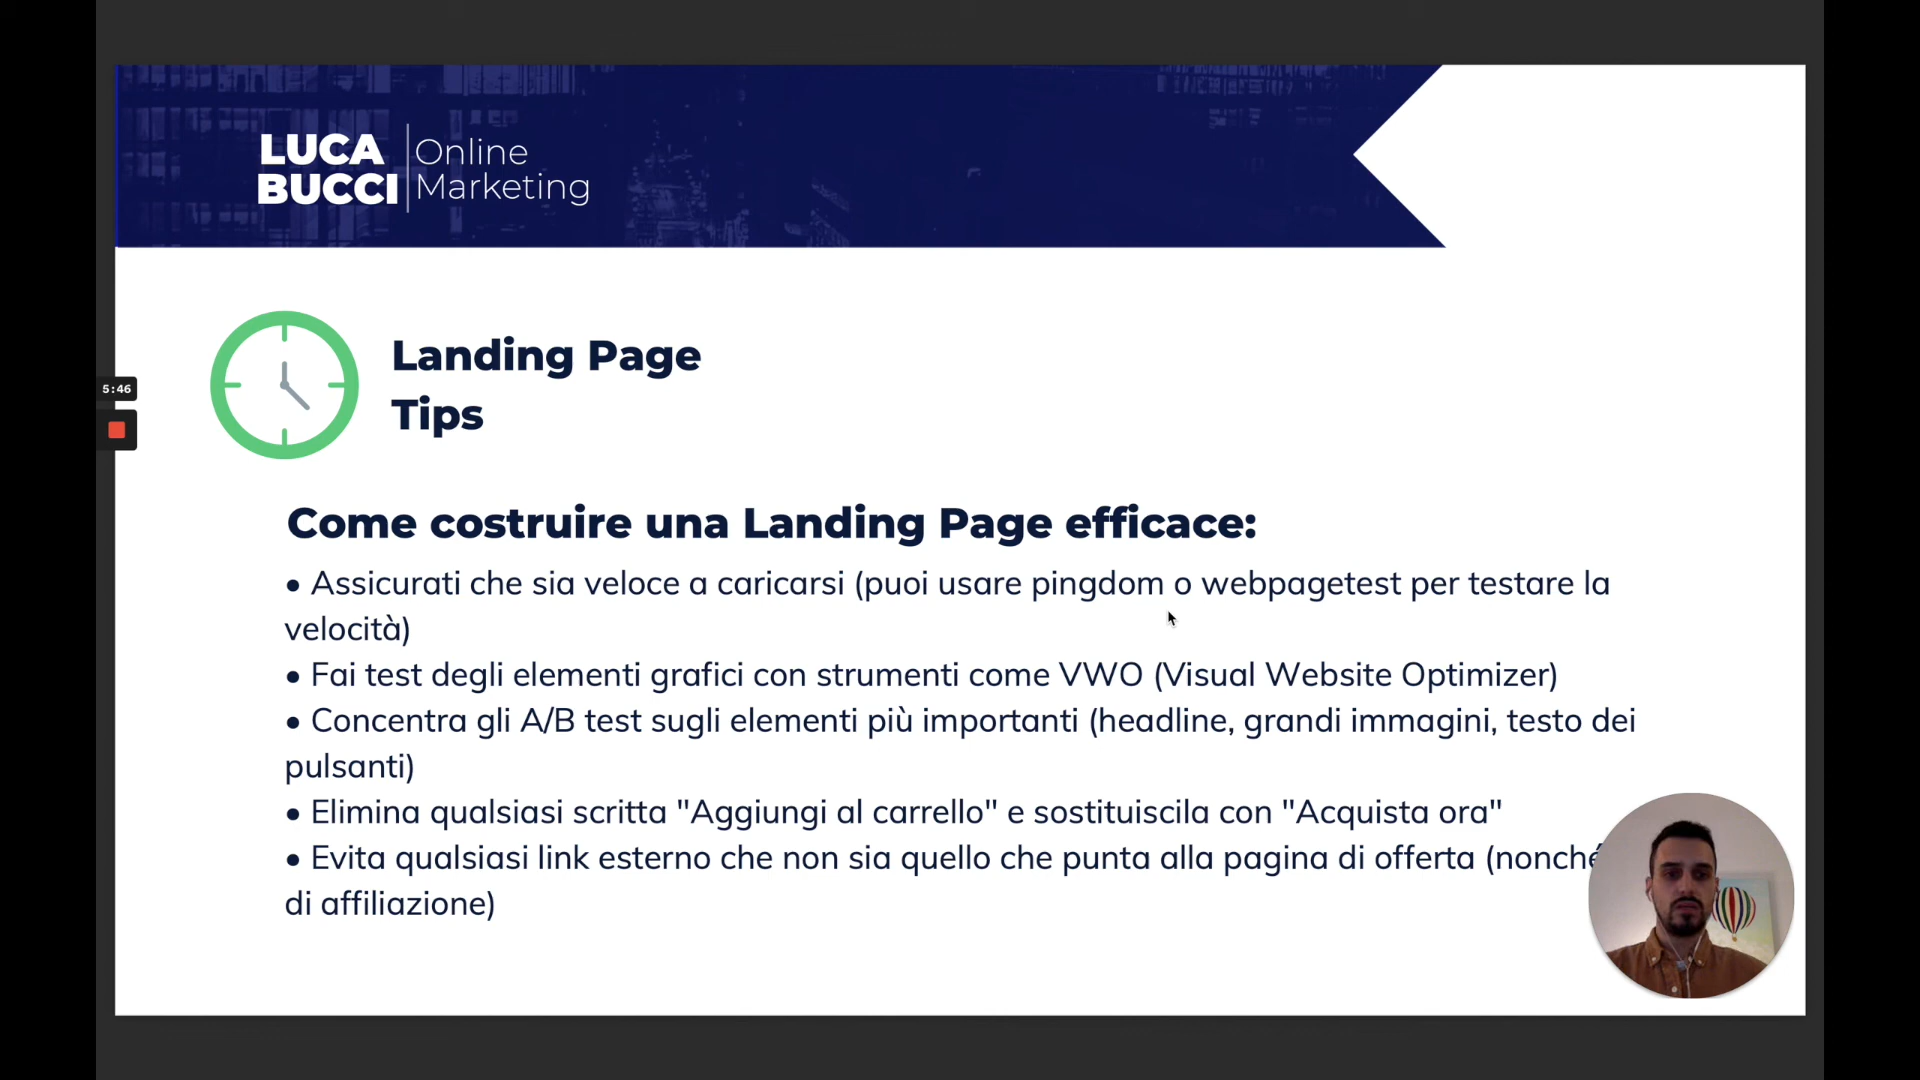 LUCA
BUCCI
Online
Marketing
Landing Page
Tips
5:46
Come costruire una Landing Page efficace:
• Assicurati che sia veloce a caricarsi (puoi usare pingdom o webpagetest per testare la
velocità)
• Fai test degli elementi grafici con strumenti come VWO (Visual Website Optimizer)
• Concentra gli A/B test sugli elementi più importanti (headline, grandi immagini, testo dei
pulsanti)
• Elimina qualsiasi scritta "Aggiungi al carrello" e sostituiscila con "Acquista ora"
• Evita qualsiasi link esterno che non sia quello che punta alla pagina di offerta (nonché
di affiliazione)